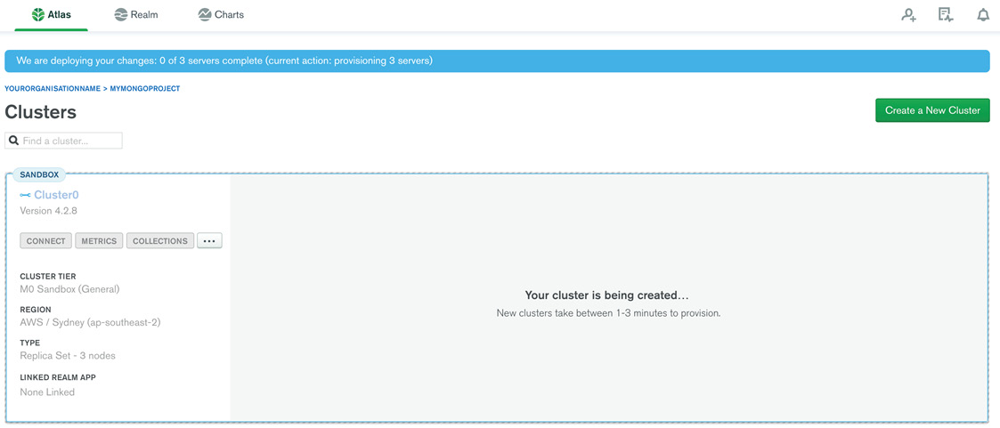 Atlas
Realm
Charts
We are deploying your changes: 0 of 3 servers complete (current action: provisioning 3 servers)
YOURORGANISATIONNAME > MYMONGOPROJECT
Clusters
Create a New Cluster
Find a cluster...
SANDBOX
Cluster0
Version 4.2.8
CONNECT METRICS COLLECTIONS ...
CLUSTER TIER
M0 Sandbox (General)
REGION
AWS / Sydney (ap-southeast-2)
TYPE
Replica Set - 3 nodes
LINKED REALM APP
None Linked
Your cluster is being created...
New clusters take between 1-3 minutes to provision.